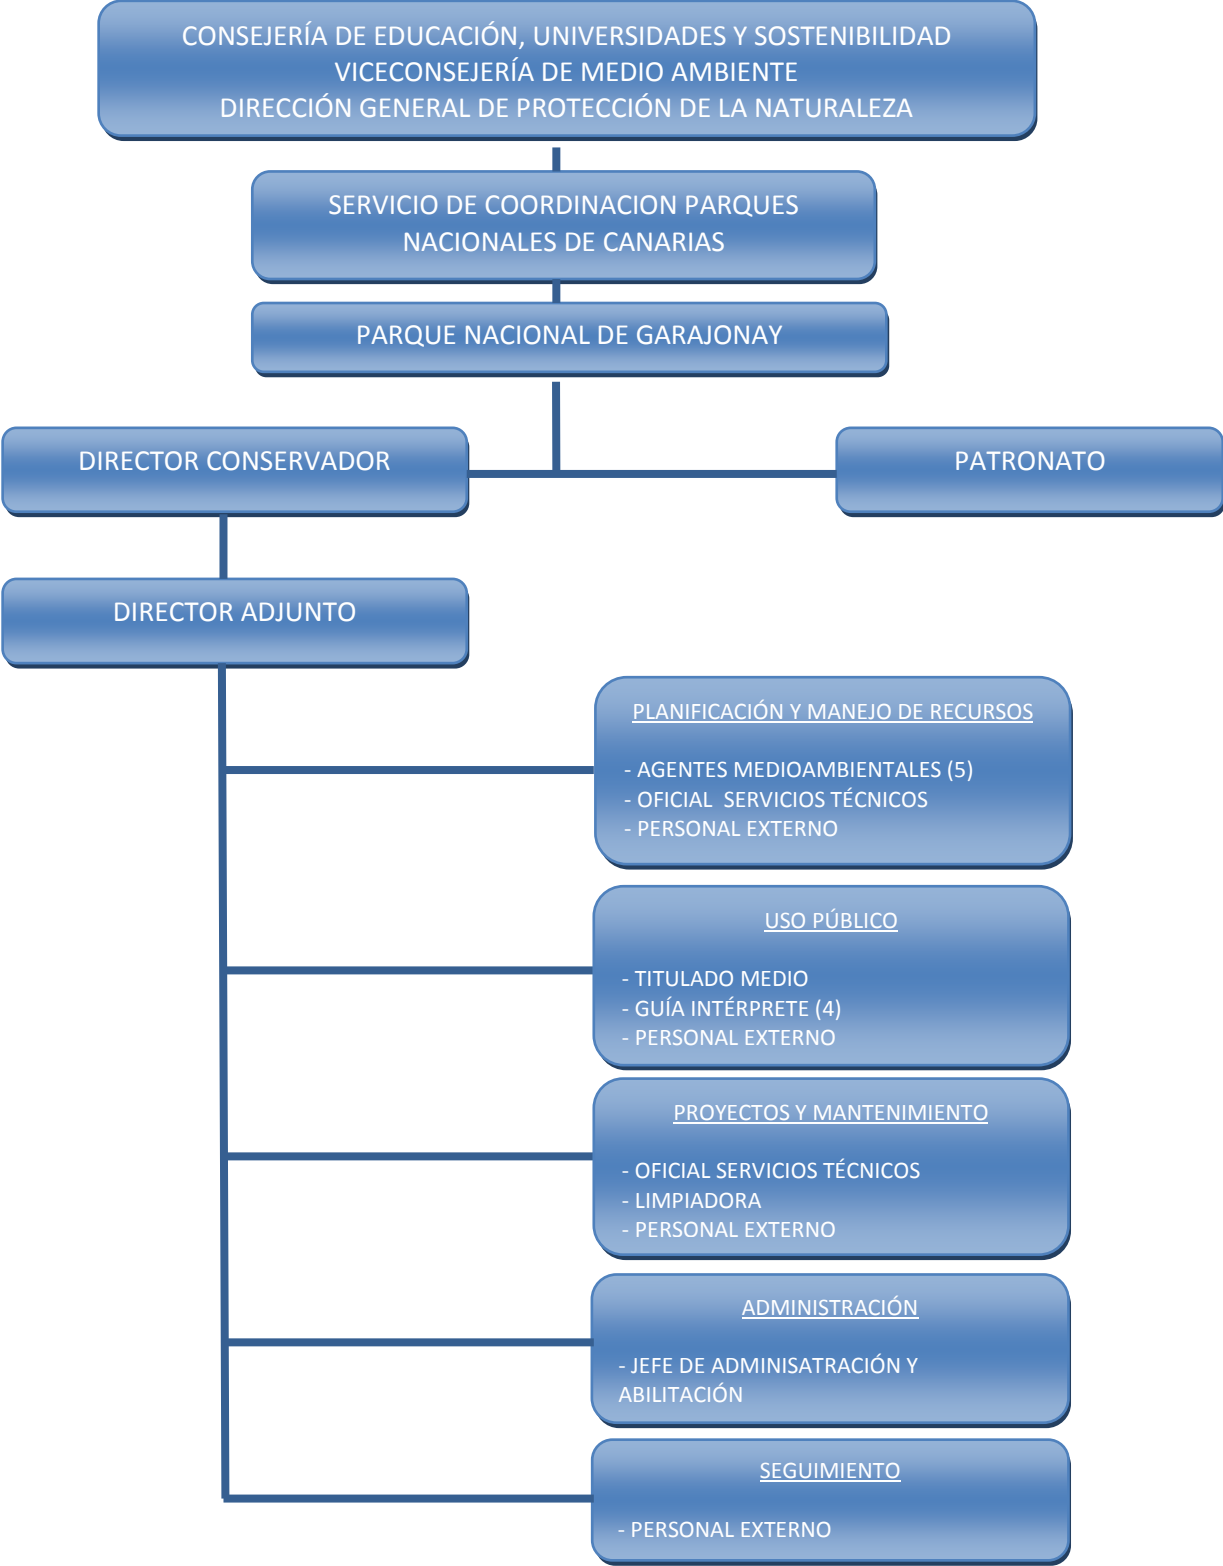 CONSEJERÍA DE EDUCACIÓN, UNIVERSIDADES Y SOSTENIBILIDAD
VICECONSEJERÍA DE MEDIO AMBIENTE
DIRECCIÓN GENERAL DE PROTECCIÓN DE LA NATURALEZA
SERVICIO DE COORDINACION PARQUES
NACIONALES DE CANARIAS
PARQUE NACIONAL DE GARAJONAY
DIRECTOR CONSERVADOR
PATRONATO
DIRECTOR ADJUNTO
PLANIFICACIÓN Y MANEJO DE RECURSOS
- AGENTES MEDIOAMBIENTALES (5)
- OFICIAL  SERVICIOS TÉCNICOS
- PERSONAL EXTERNO
USO PÚBLICO
- TITULADO MEDIO
- GUÍA INTÉRPRETE (4)
- PERSONAL EXTERNO
PROYECTOS Y MANTENIMIENTO
- OFICIAL SERVICIOS TÉCNICOS
- LIMPIADORA
- PERSONAL EXTERNO
ADMINISTRACIÓN
- JEFE DE ADMINISATRACIÓN Y
ABILITACIÓN
SEGUIMIENTO
- PERSONAL EXTERNO